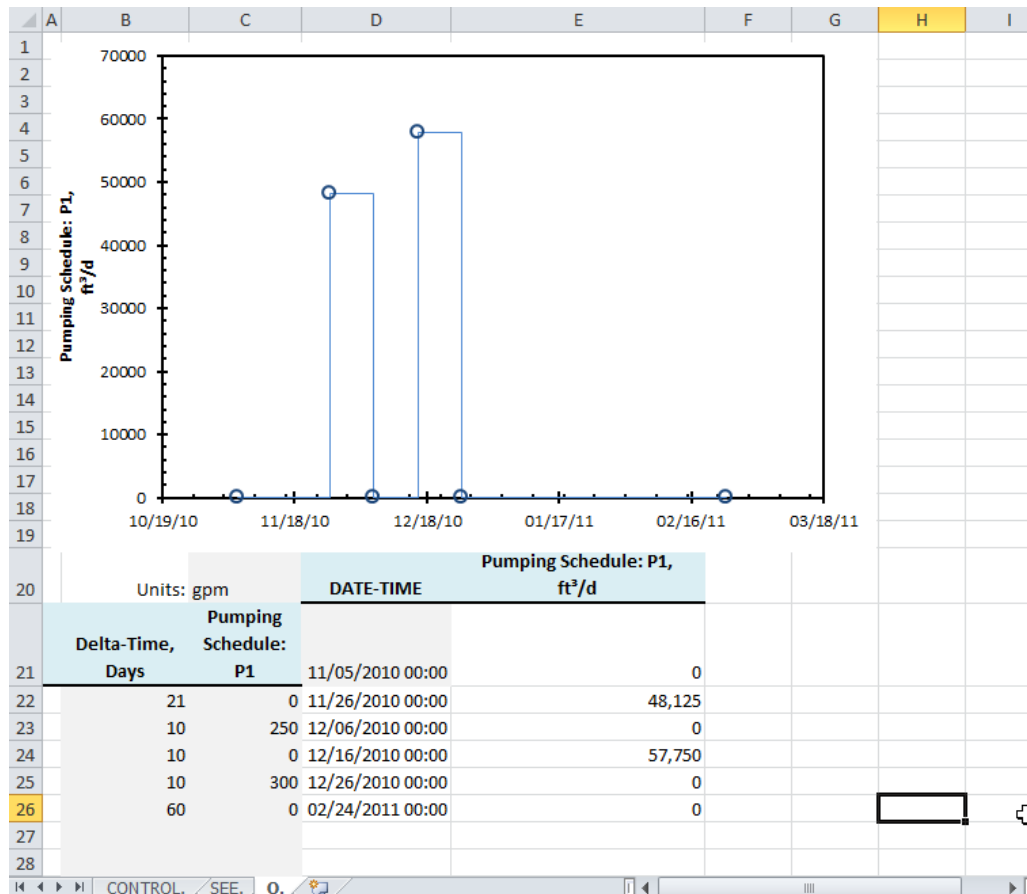 A B C D E F G H I
1
2
3
4
5
6
7
8
9
10
11
12
13
14
15
16
17
18
19
70000
60000
50000
40000
30000
20000
10000
0
Pumping Schedule: P1,
ft³/d
10/19/10 11/18/10 12/18/10 01/17/11 02/16/11 03/18/11
20 Units: gpm DATE-TIME Pumping Schedule: P1,
ft³/d
21 Delta-Time,
Days
Pumping
Schedule:
P1
11/05/2010 00:00 0
22 21 0 11/26/2010 00:00 48,125
23 10 250 12/06/2010 00:00 0
24 10 0 12/16/2010 00:00 57,750
25 10 300 12/26/2010 00:00 0
26 60 0 02/24/2011 00:00 0
27
28
CONTROL. SEE. Q.